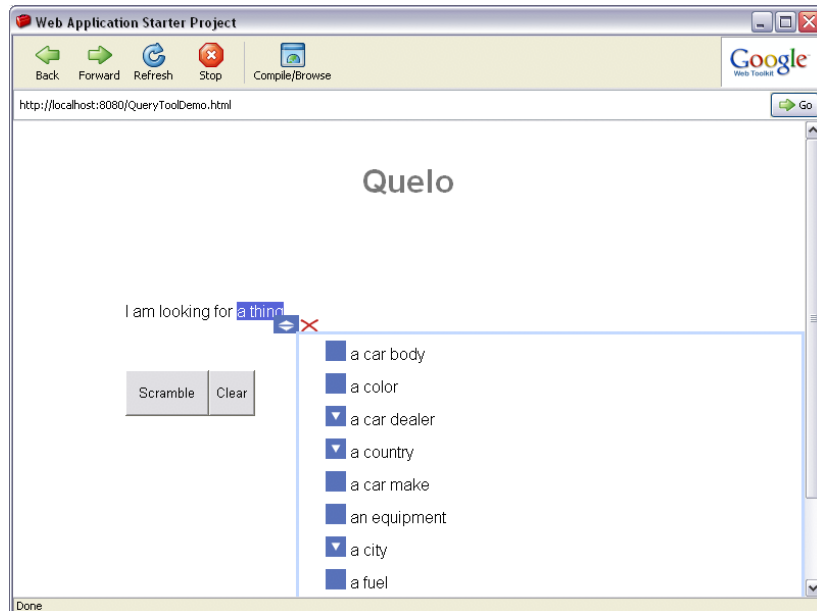 Web Application Starter Project
Back Forward Refresh Stop Compile/Browse
Google
Web Toolkit
http://localhost:8080/QueryToolDemo.html Go
Quelo
I am looking for a thing
a car body
a color
Scramble Clear
a car dealer
a country
a car make
an equipment
a city
a fuel
Done